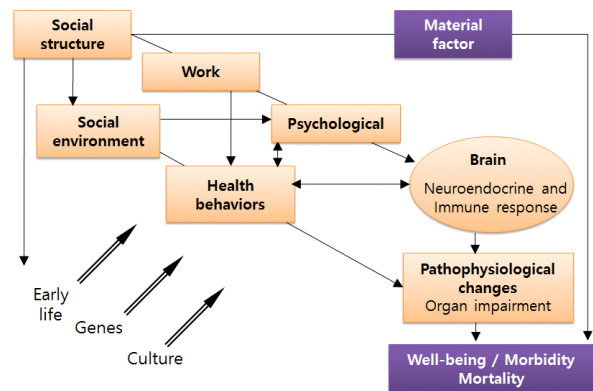 Social
structure
Material
factor
Work
Social
environment
Psychological
Brain
Neuroendocrine and
Immune response
Health
behaviors
Pathophysiological
changes
Organ impairment
Early
life
Genes
Culture
Well-being / Morbidity
Mortality